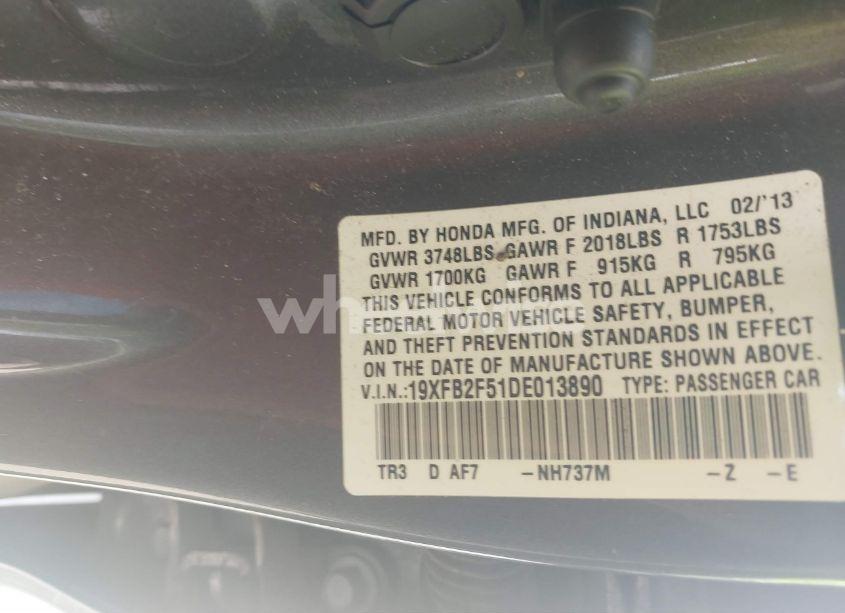 MFD. BY HONDA MFG. OF INDIANA, LLC 02/'13
GVWR 3748LBS GAWR F 2018LBS R 1753LBS
GVWR 1700KG GAWR F 915KG R 795KG
THIS VEHICLE CONFORMS TO ALL APPLICABLE
FEDERAL MOTOR VEHICLE SAFETY, BUMPER,
AND THEFT PREVENTION STANDARDS IN EFFECT
ON THE DATE OF MANUFACTURE SHOWN ABOVE.
V.I.N.:19XFB2F51DE013890 TYPE: PASSENGER CAR
TR3 D AF7 -NH737M -Z -E